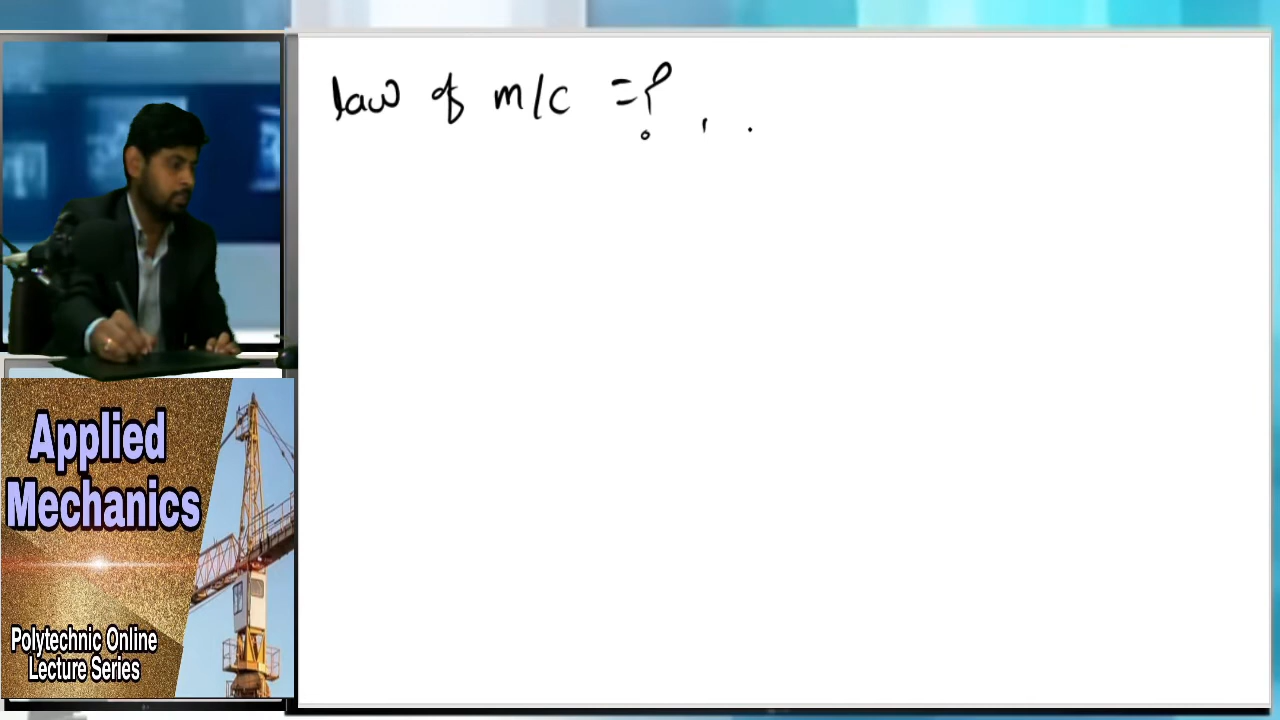 law of m/c =?
Applied
Mechanics
Polytechnic Online
Lecture Series